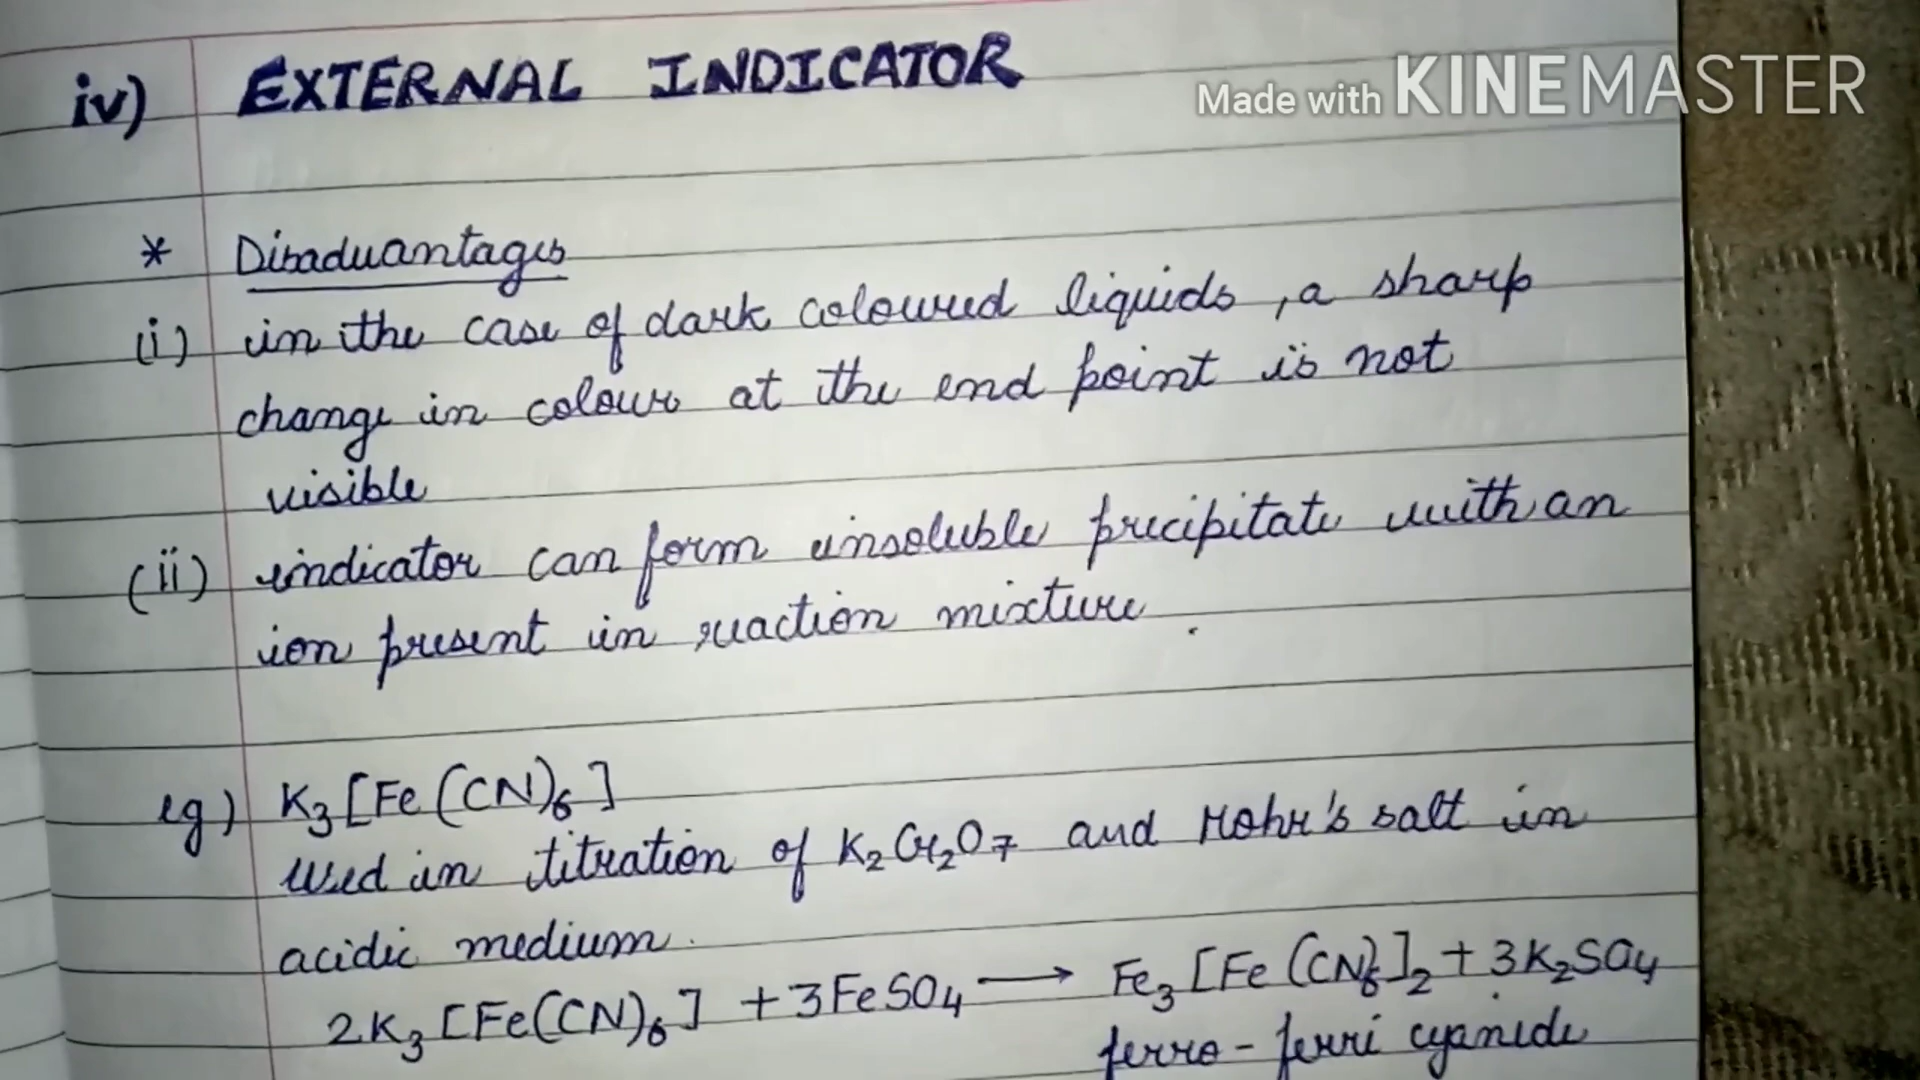 Made with KINEMASTER
iv) EXTERNAL INDICATOR
* Disadvantages
(i) in the case of dark coloured liquids, a sharp
change in colour at the end point is not
visible
(ii) indicator can form insoluble precipitate with an
ion present in reaction mixture.
eg) K₃[Fe(CN)₆]
used in titration of K₂Cr₂O₇ and Mohr's salt in
acidic medium.
2K₃[Fe(CN)₆] + 3FeSO₄ ⟶ Fe₃[Fe(CN)₆]₂ + 3K₂SO₄
ferro - ferri cyanide